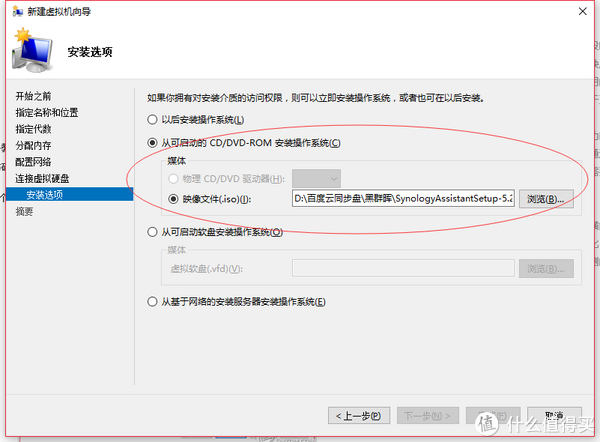 新建虚拟机向导
安装选项
开始之前
指定名称和位置
指定代数
分配内存
配置网络
连接虚拟硬盘
安装选项
摘要
如果你拥有对安装介质的访问权限，则可以立即安装操作系统，或者也可在以后安装。
以后安装操作系统(L)
从可启动的 CD/DVD-ROM 安装操作系统(C)
媒体
物理 CD/DVD 驱动器(H):
映像文件(.iso)(I): D:\百度云同步盘\黑群晖\SynologyAssistantSetup-5.2 浏览(B)...
从可启动软盘安装操作系统(O)
媒体
虚拟软盘(.vfd)(V): 浏览(B)...
从基于网络的安装服务器安装操作系统(E)
< 上一步(P) 下一步(N) > 取消
值 什么值得买